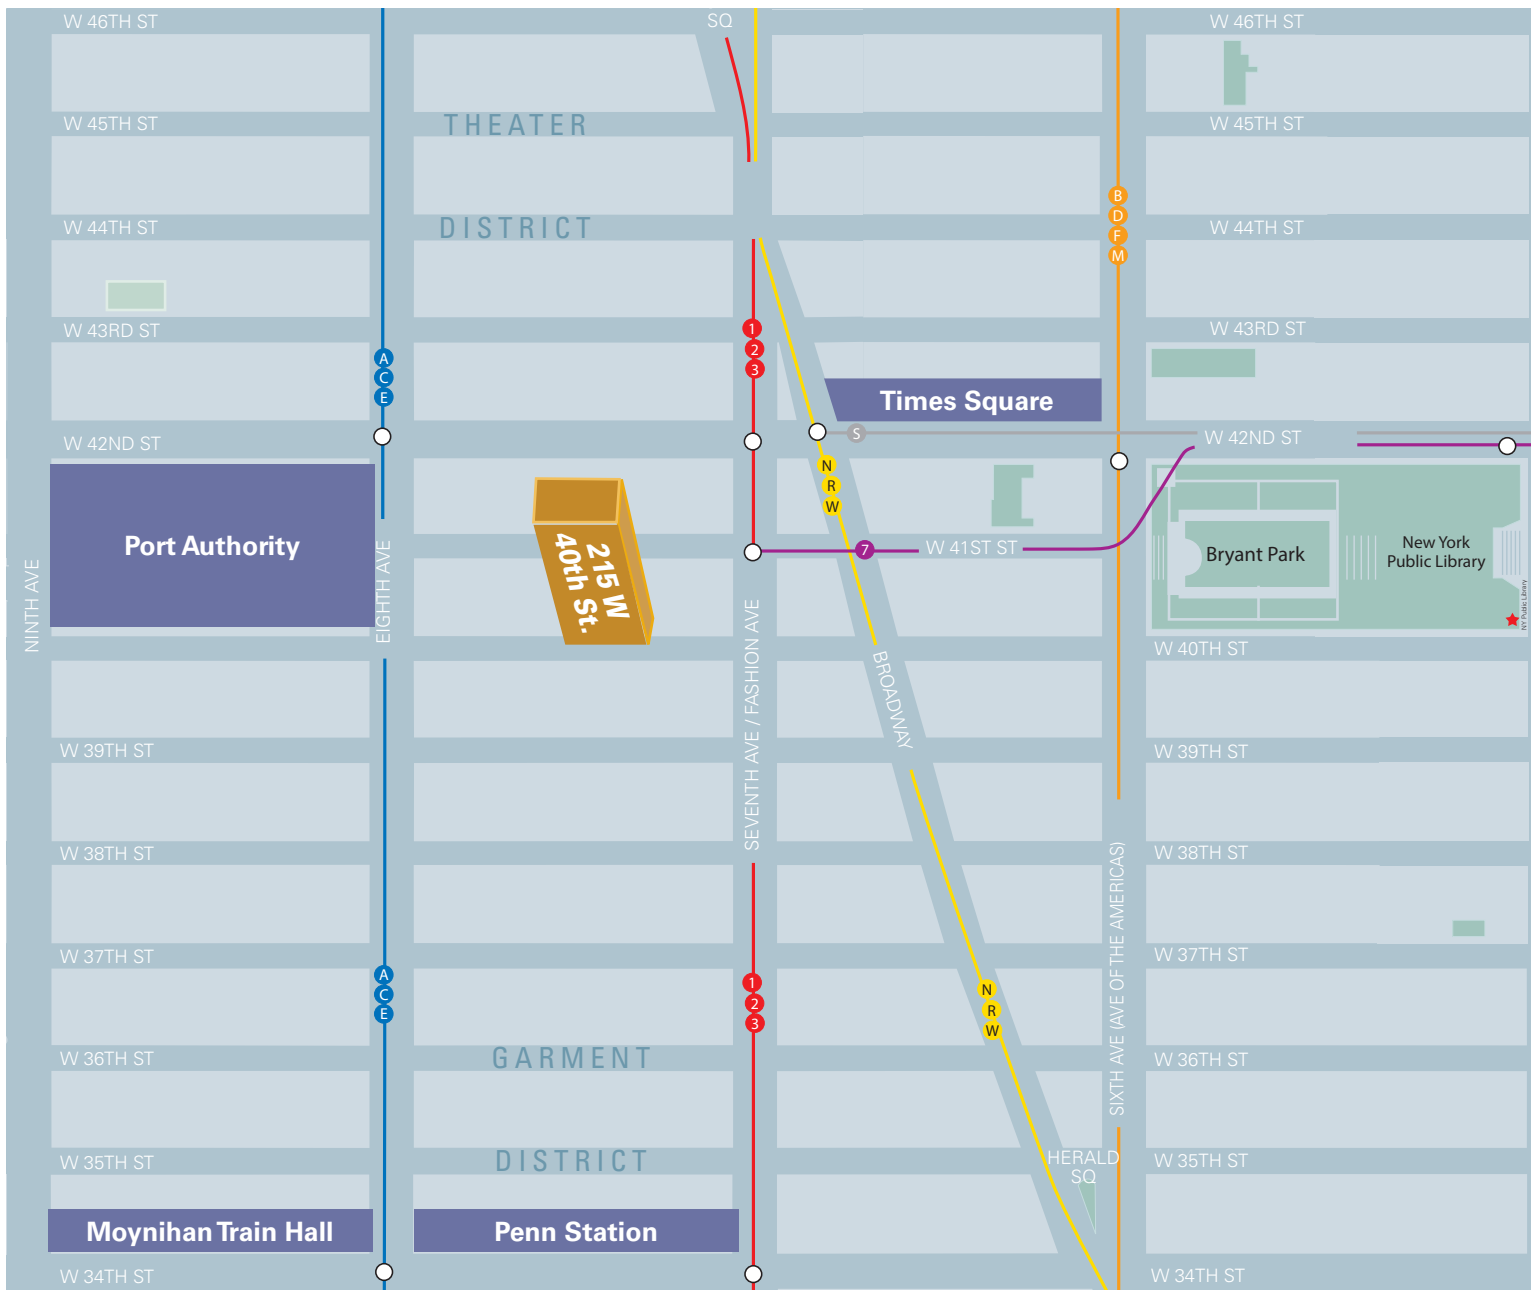 W 46TH ST
SQ
W 46TH ST
W 45TH ST
THEATER
W 45TH ST
B
D
F
M
W 44TH ST
DISTRICT
W 44TH ST
W 43RD ST
1
2
3
W 43RD ST
A
C
E
Times Square
W 42ND ST
S
W 42ND ST
N
R
W
Port Authority
215 W
40th St.
7
W 41ST ST
Bryant Park
New York
Public Library
NY Public Library
NINTH AVE
EIGHTH AVE
SEVENTH AVE / FASHION AVE
BROADWAY
W 40TH ST
W 39TH ST
W 39TH ST
W 38TH ST
W 38TH ST
SIXTH AVE (AVE OF THE AMERICAS)
W 37TH ST
W 37TH ST
A
C
E
1
2
3
N
R
W
W 36TH ST
GARMENT
W 36TH ST
W 35TH ST
DISTRICT
HERALD
SQ
W 35TH ST
Moynihan Train Hall
Penn Station
W 34TH ST
W 34TH ST